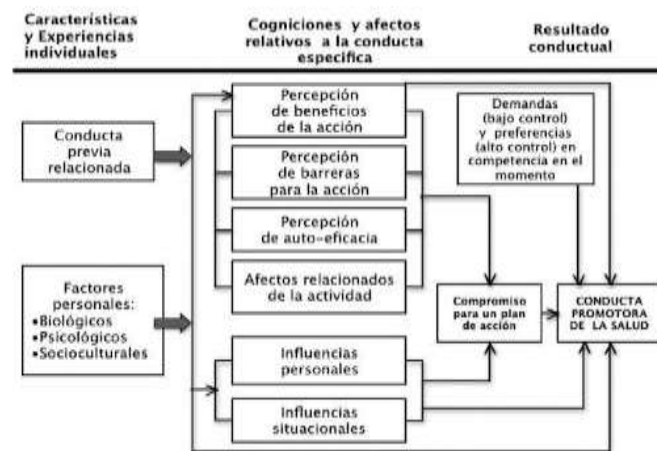 Características
y Experiencias
individuales
Cogniciones y afectos
relativos a la conducta
especifica
Resultado
conductual
Conducta
previa
relacionada
Factores
personales:
•Biológicos
•Psicológicos
•Socioculturales
Percepción
de beneficios
de la acción
Percepción
de barreras
para la acción
Percepción
de auto-eficacia
Afectos relacionados
de la actividad
Influencias
personales
Influencias
situacionales
Demandas
(bajo control)
y preferencias
(alto control) en
competencia en el
momento
Compromiso
para un plan
de acción
CONDUCTA
PROMOTORA
DE LA SALUD